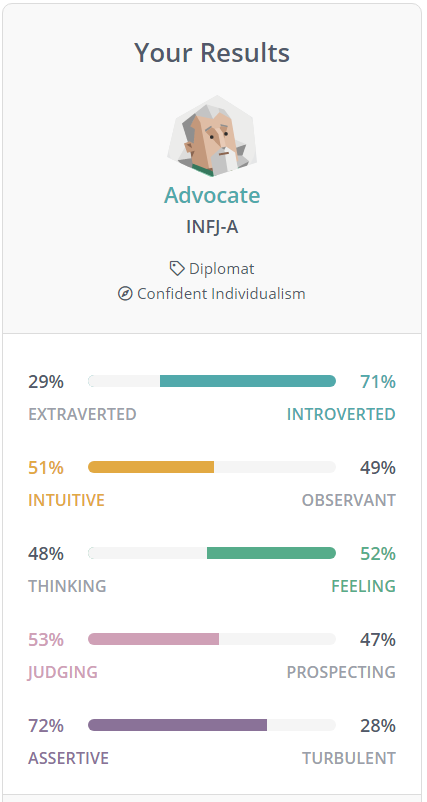 Your Results
Advocate
INFJ-A
Diplomat
Confident Individualism
29% 71%
EXTRAVERTED INTROVERTED
51% 49%
INTUITIVE OBSERVANT
48% 52%
THINKING FEELING
53% 47%
JUDGING PROSPECTING
72% 28%
ASSERTIVE TURBULENT